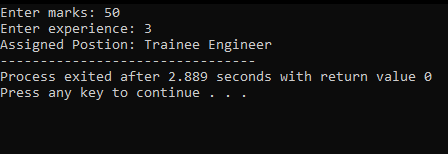 Enter marks: 50
Enter experience: 3
Assigned Postion: Trainee Engineer
--------------------------------
Process exited after 2.889 seconds with return value 0
Press any key to continue . . .